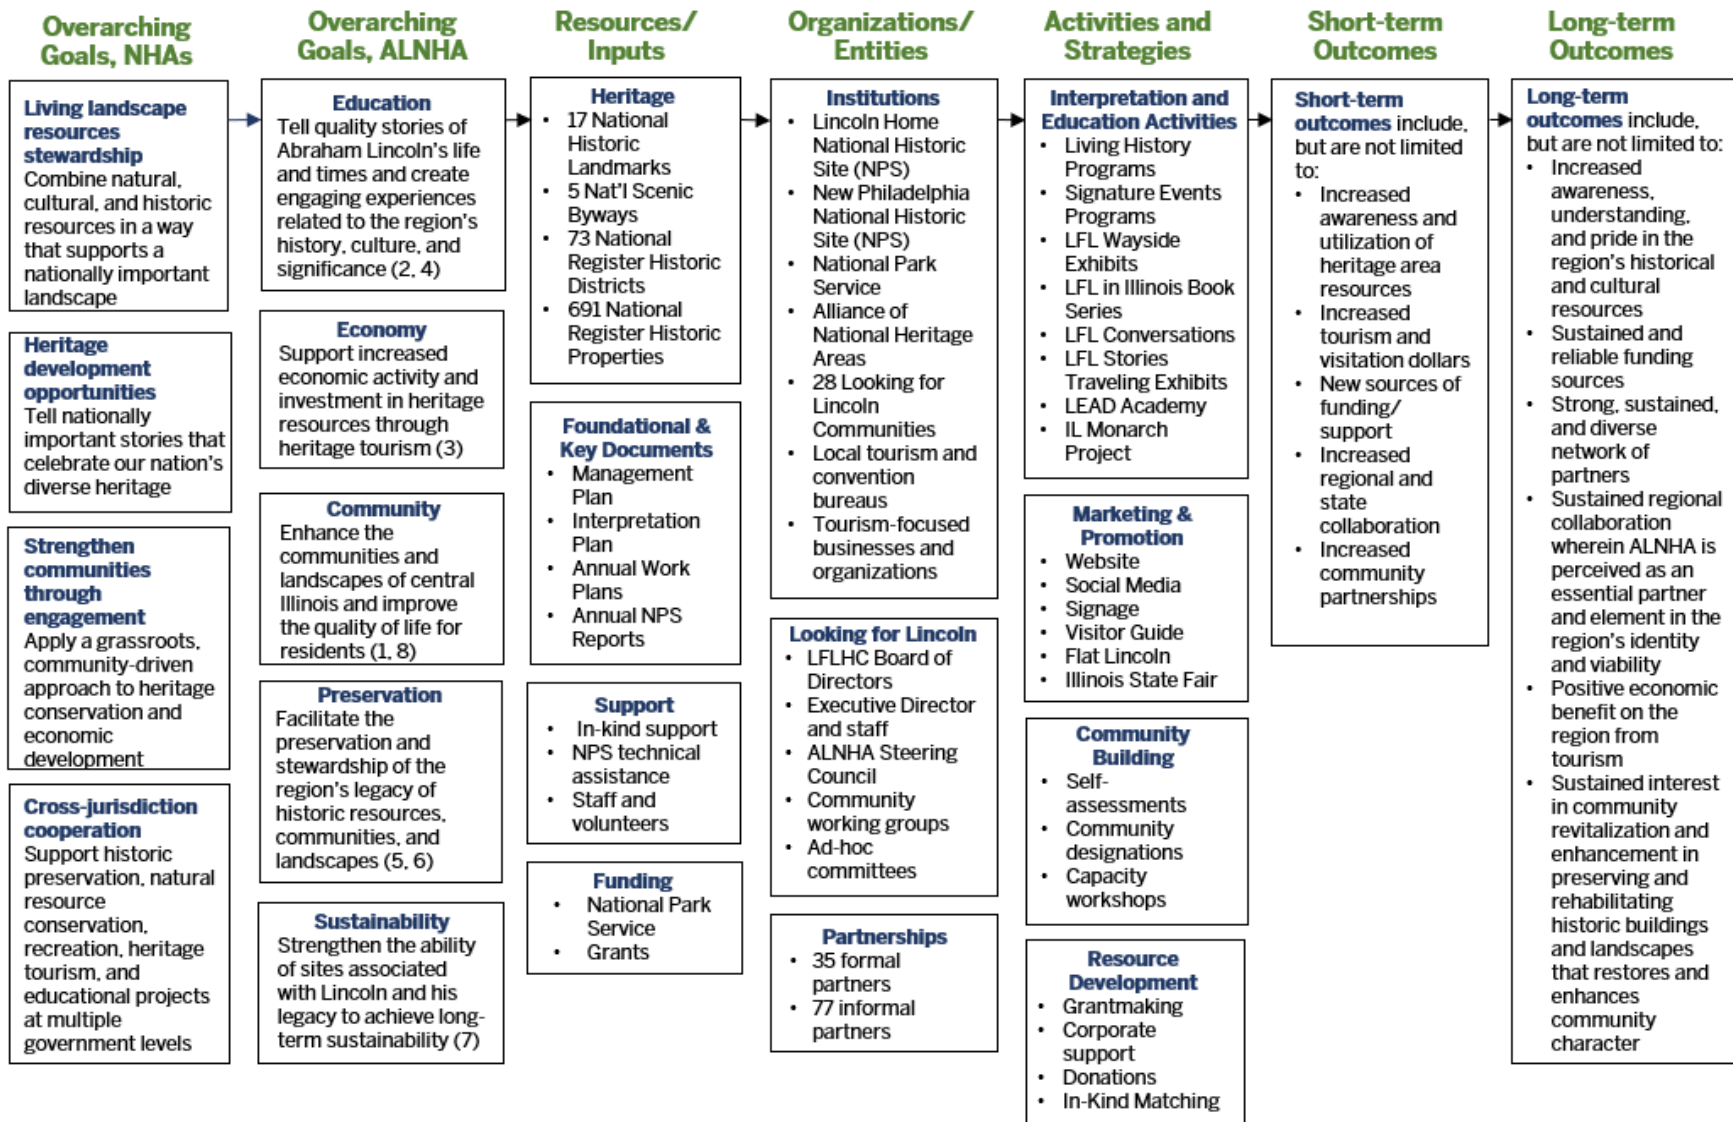 Overarching
Goals, NHAs
Living landscape
resources
stewardship
Combine natural,
cultural, and historic
resources in a way
that supports a
nationally important
landscape
Heritage
development
opportunities
Tell nationally
important stories that
celebrate our nation's
diverse heritage
Strengthen
communities
through
engagement
Apply a grassroots,
community-driven
approach to heritage
conservation and
economic
development
Cross-jurisdiction
cooperation
Support historic
preservation, natural
resource
conservation,
recreation, heritage
tourism, and
educational projects
at multiple
government levels
Overarching
Goals, ALNHA
Education
Tell quality stories of
Abraham Lincoln's life
and times and create
engaging experiences
related to the region's
history, culture, and
significance (2, 4)
Economy
Support increased
economic activity and
investment in heritage
resources through
heritage tourism (3)
Community
Enhance the
communities and
landscapes of central
Illinois and improve
the quality of life for
residents (1, 8)
Preservation
Facilitate the
preservation and
stewardship of the
region's legacy of
historic resources,
communities, and
landscapes (5, 6)
Sustainability
Strengthen the ability
of sites associated
with Lincoln and his
legacy to achieve long-
term sustainability (7)
Resources/
Inputs
Heritage
• 17 National
Historic
Landmarks
• 5 Nat'l Scenic
Byways
• 73 National
Register Historic
Districts
• 691 National
Register Historic
Properties
Foundational &
Key Documents
• Management
Plan
• Interpretation
Plan
• Annual Work
Plans
• Annual NPS
Reports
Support
• In-kind support
• NPS technical
assistance
• Staff and
volunteers
Funding
• National Park
Service
• Grants
Organizations/
Entities
Institutions
• Lincoln Home
National Historic
Site (NPS)
• New Philadelphia
National Historic
Site (NPS)
• National Park
Service
• Alliance of
National Heritage
Areas
• 28 Looking for
Lincoln
Communities
• Local tourism and
convention
bureaus
• Tourism-focused
businesses and
organizations
Looking for Lincoln
• LFLHC Board of
Directors
• Executive Director
and staff
• ALNHA Steering
Council
• Community
working groups
• Ad-hoc
committees
Partnerships
• 35 formal
partners
• 77 informal
partners
Activities and
Strategies
Interpretation and
Education Activities
• Living History
Programs
• Signature Events
Programs
• LFL Wayside
Exhibits
• LFL in Illinois Book
Series
• LFL Conversations
• LFL Stories
Traveling Exhibits
• LEAD Academy
• IL Monarch
Project
Marketing &
Promotion
• Website
• Social Media
• Signage
• Visitor Guide
• Flat Lincoln
• Illinois State Fair
Community
Building
• Self-
assessments
• Community
designations
• Capacity
workshops
Resource
Development
• Grantmaking
• Corporate
support
• Donations
• In-Kind Matching
Short-term
Outcomes
Short-term
outcomes include,
but are not limited
to:
• Increased
awareness and
utilization of
heritage area
resources
• Increased
tourism and
visitation dollars
• New sources of
funding/
support
• Increased
regional and
state
collaboration
• Increased
community
partnerships
Long-term
Outcomes
Long-term
outcomes include,
but are not limited to:
• Increased
awareness,
understanding,
and pride in the
region's historical
and cultural
resources
• Sustained and
reliable funding
sources
• Strong, sustained,
and diverse
network of
partners
• Sustained regional
collaboration
wherein ALNHA is
perceived as an
essential partner
and element in the
region's identity
and viability
• Positive economic
benefit on the
region from
tourism
• Sustained interest
in community
revitalization and
enhancement in
preserving and
rehabilitating
historic buildings
and landscapes
that restores and
enhances
community
character